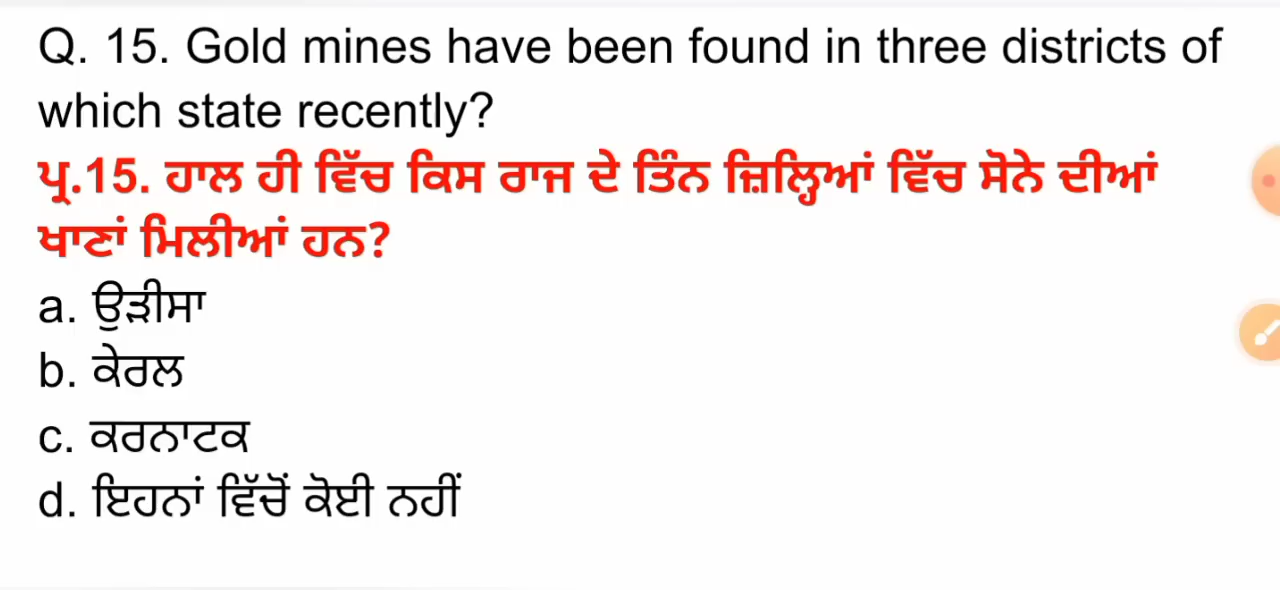 Q. 15. Gold mines have been found in three districts of
which state recently?
ਪ੍ਰ.15. ਹਾਲ ਹੀ ਵਿੱਚ ਕਿਸ ਰਾਜ ਦੇ ਤਿੰਨ ਜ਼ਿਲ੍ਹਿਆਂ ਵਿੱਚ ਸੋਨੇ ਦੀਆਂ
ਖਾਣਾਂ ਮਿਲੀਆਂ ਹਨ?
a. ਉੜੀਸਾ
b. ਕੇਰਲ
c. ਕਰਨਾਟਕ
d. ਇਹਨਾਂ ਵਿੱਚੋਂ ਕੋਈ ਨਹੀਂ